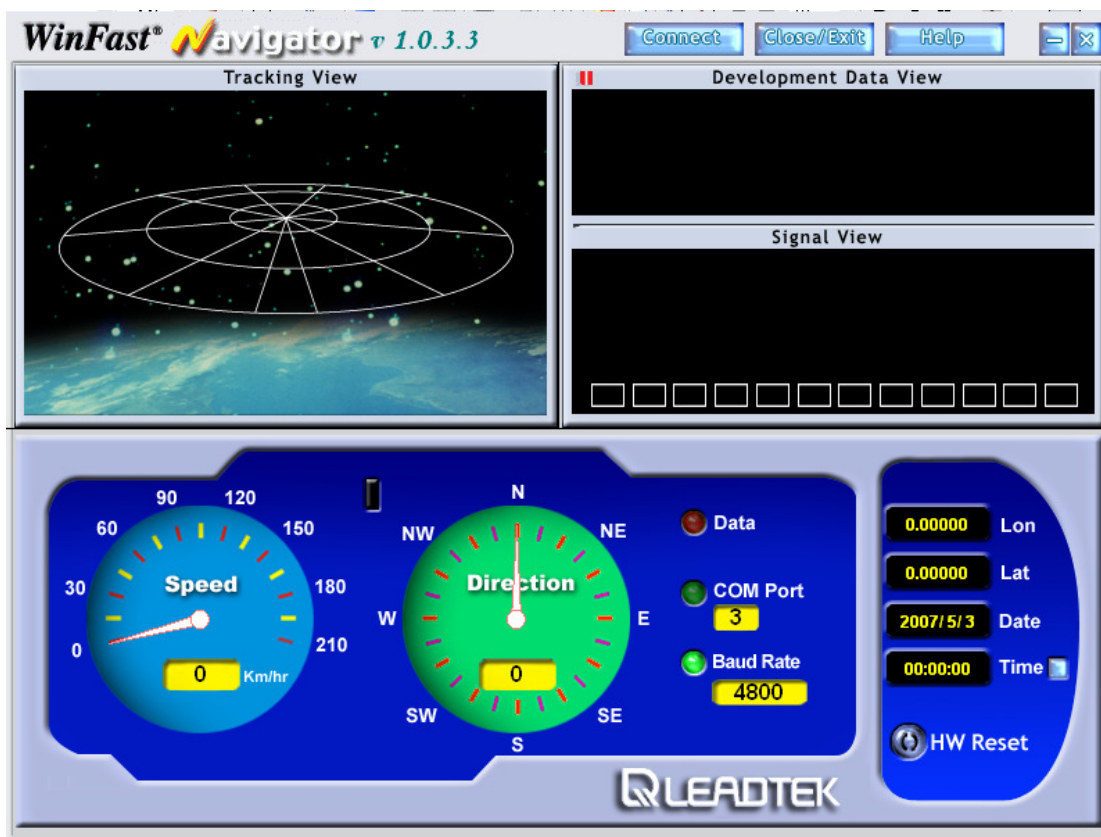 WinFast® Navigator v 1.0.3.3
Connect Close/Exit Help
Tracking View
Development Data View
Signal View
0 30 60 90 120 150 180 210
Speed
0 Km/hr
N NE E SE S SW W NW
Direction
0
Data
COM Port
3
Baud Rate
4800
0.00000 Lon
0.00000 Lat
2007/5/3 Date
00:00:00 Time
HW Reset
LEADTEK